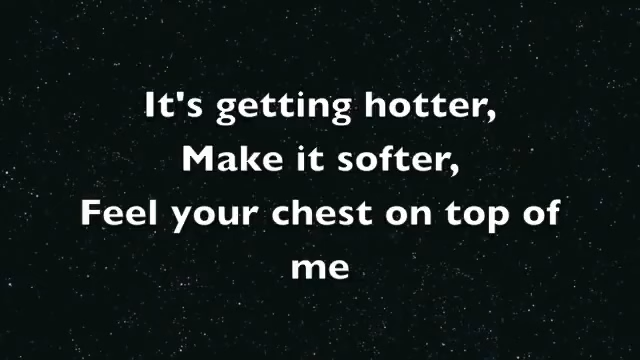 It's getting hotter,
Make it softer,
Feel your chest on top of
me